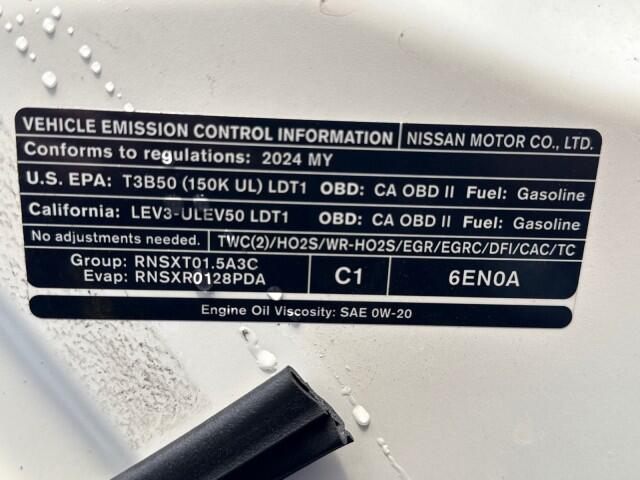 VEHICLE EMISSION CONTROL INFORMATION NISSAN MOTOR CO., LTD.
Conforms to regulations: 2024 MY
U.S. EPA: T3B50 (150K UL) LDT1 OBD: CA OBD II Fuel: Gasoline
California: LEV3-ULEV50 LDT1 OBD: CA OBD II Fuel: Gasoline
No adjustments needed. TWC(2)/HO2S/WR-HO2S/EGR/EGRC/DFI/CAC/TC
Group: RNSXT01.5A3C
Evap: RNSXR0128PDA
C1
6EN0A
Engine Oil Viscosity: SAE 0W-20